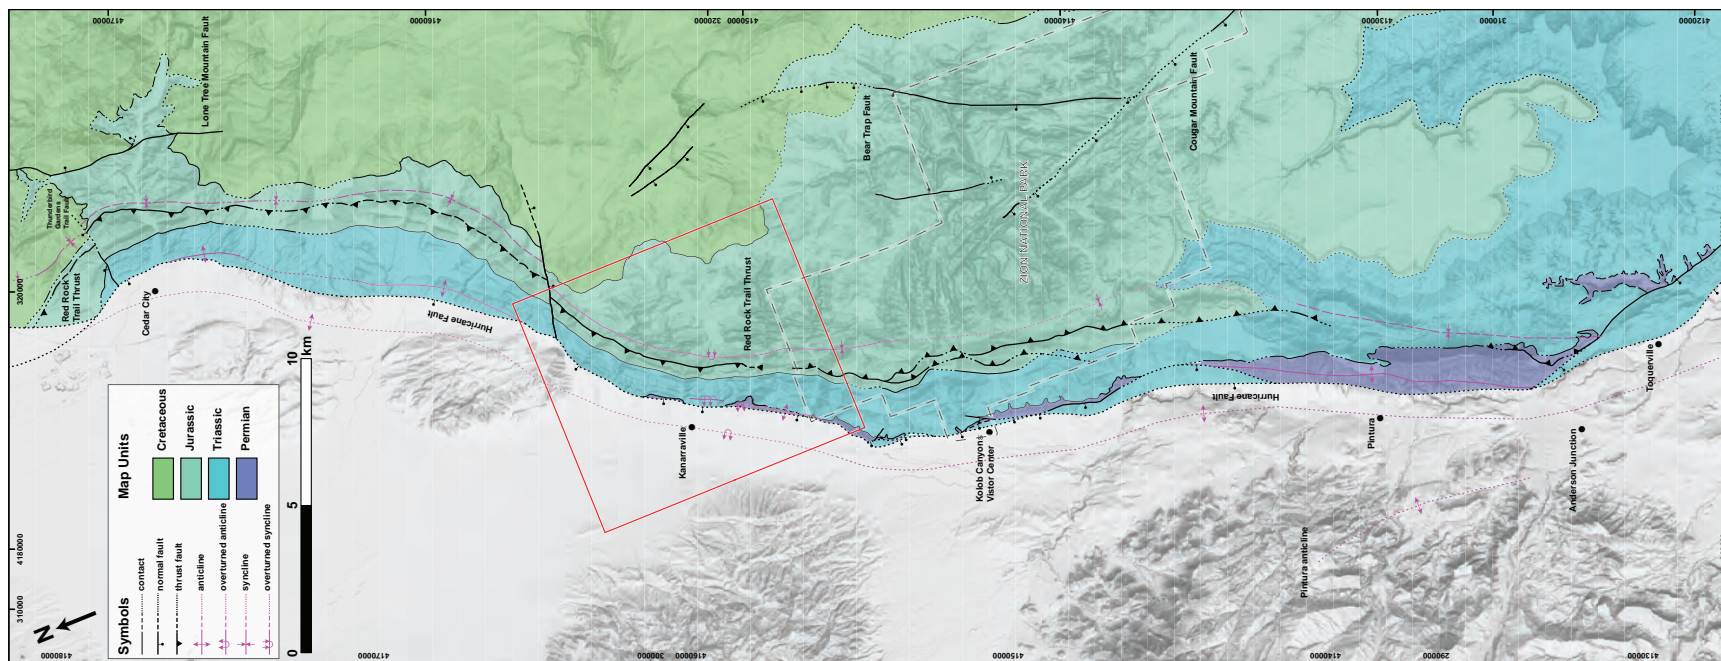 4170000
4160000
320000
4150000
4140000
4130000
310000
4120000
Lone Tree Mountain Fault
Thunderbird
Gardens
Trail Fault
Red Rock
Trail Thrust
320000
Cedar City
Hurricane Fault
Bear Trap Fault
Cougar Mountain Fault
ZION NATIONAL PARK
Red Rock Trail Thrust
Kanarraville
Kolob Canyons
Vistor Center
Hurricane Fault
Pintura
Toquerville
Anderson Junction
Pintura anticline
Map Units
Cretaceous
Jurassic
Triassic
Permian
Symbols
contact
normal fault
thrust fault
anticline
overturned anticline
syncline
overturned syncline
0
5
10
km
N
4180000
310000
4180000
4170000
300000
4160000
4150000
4140000
290000
4130000